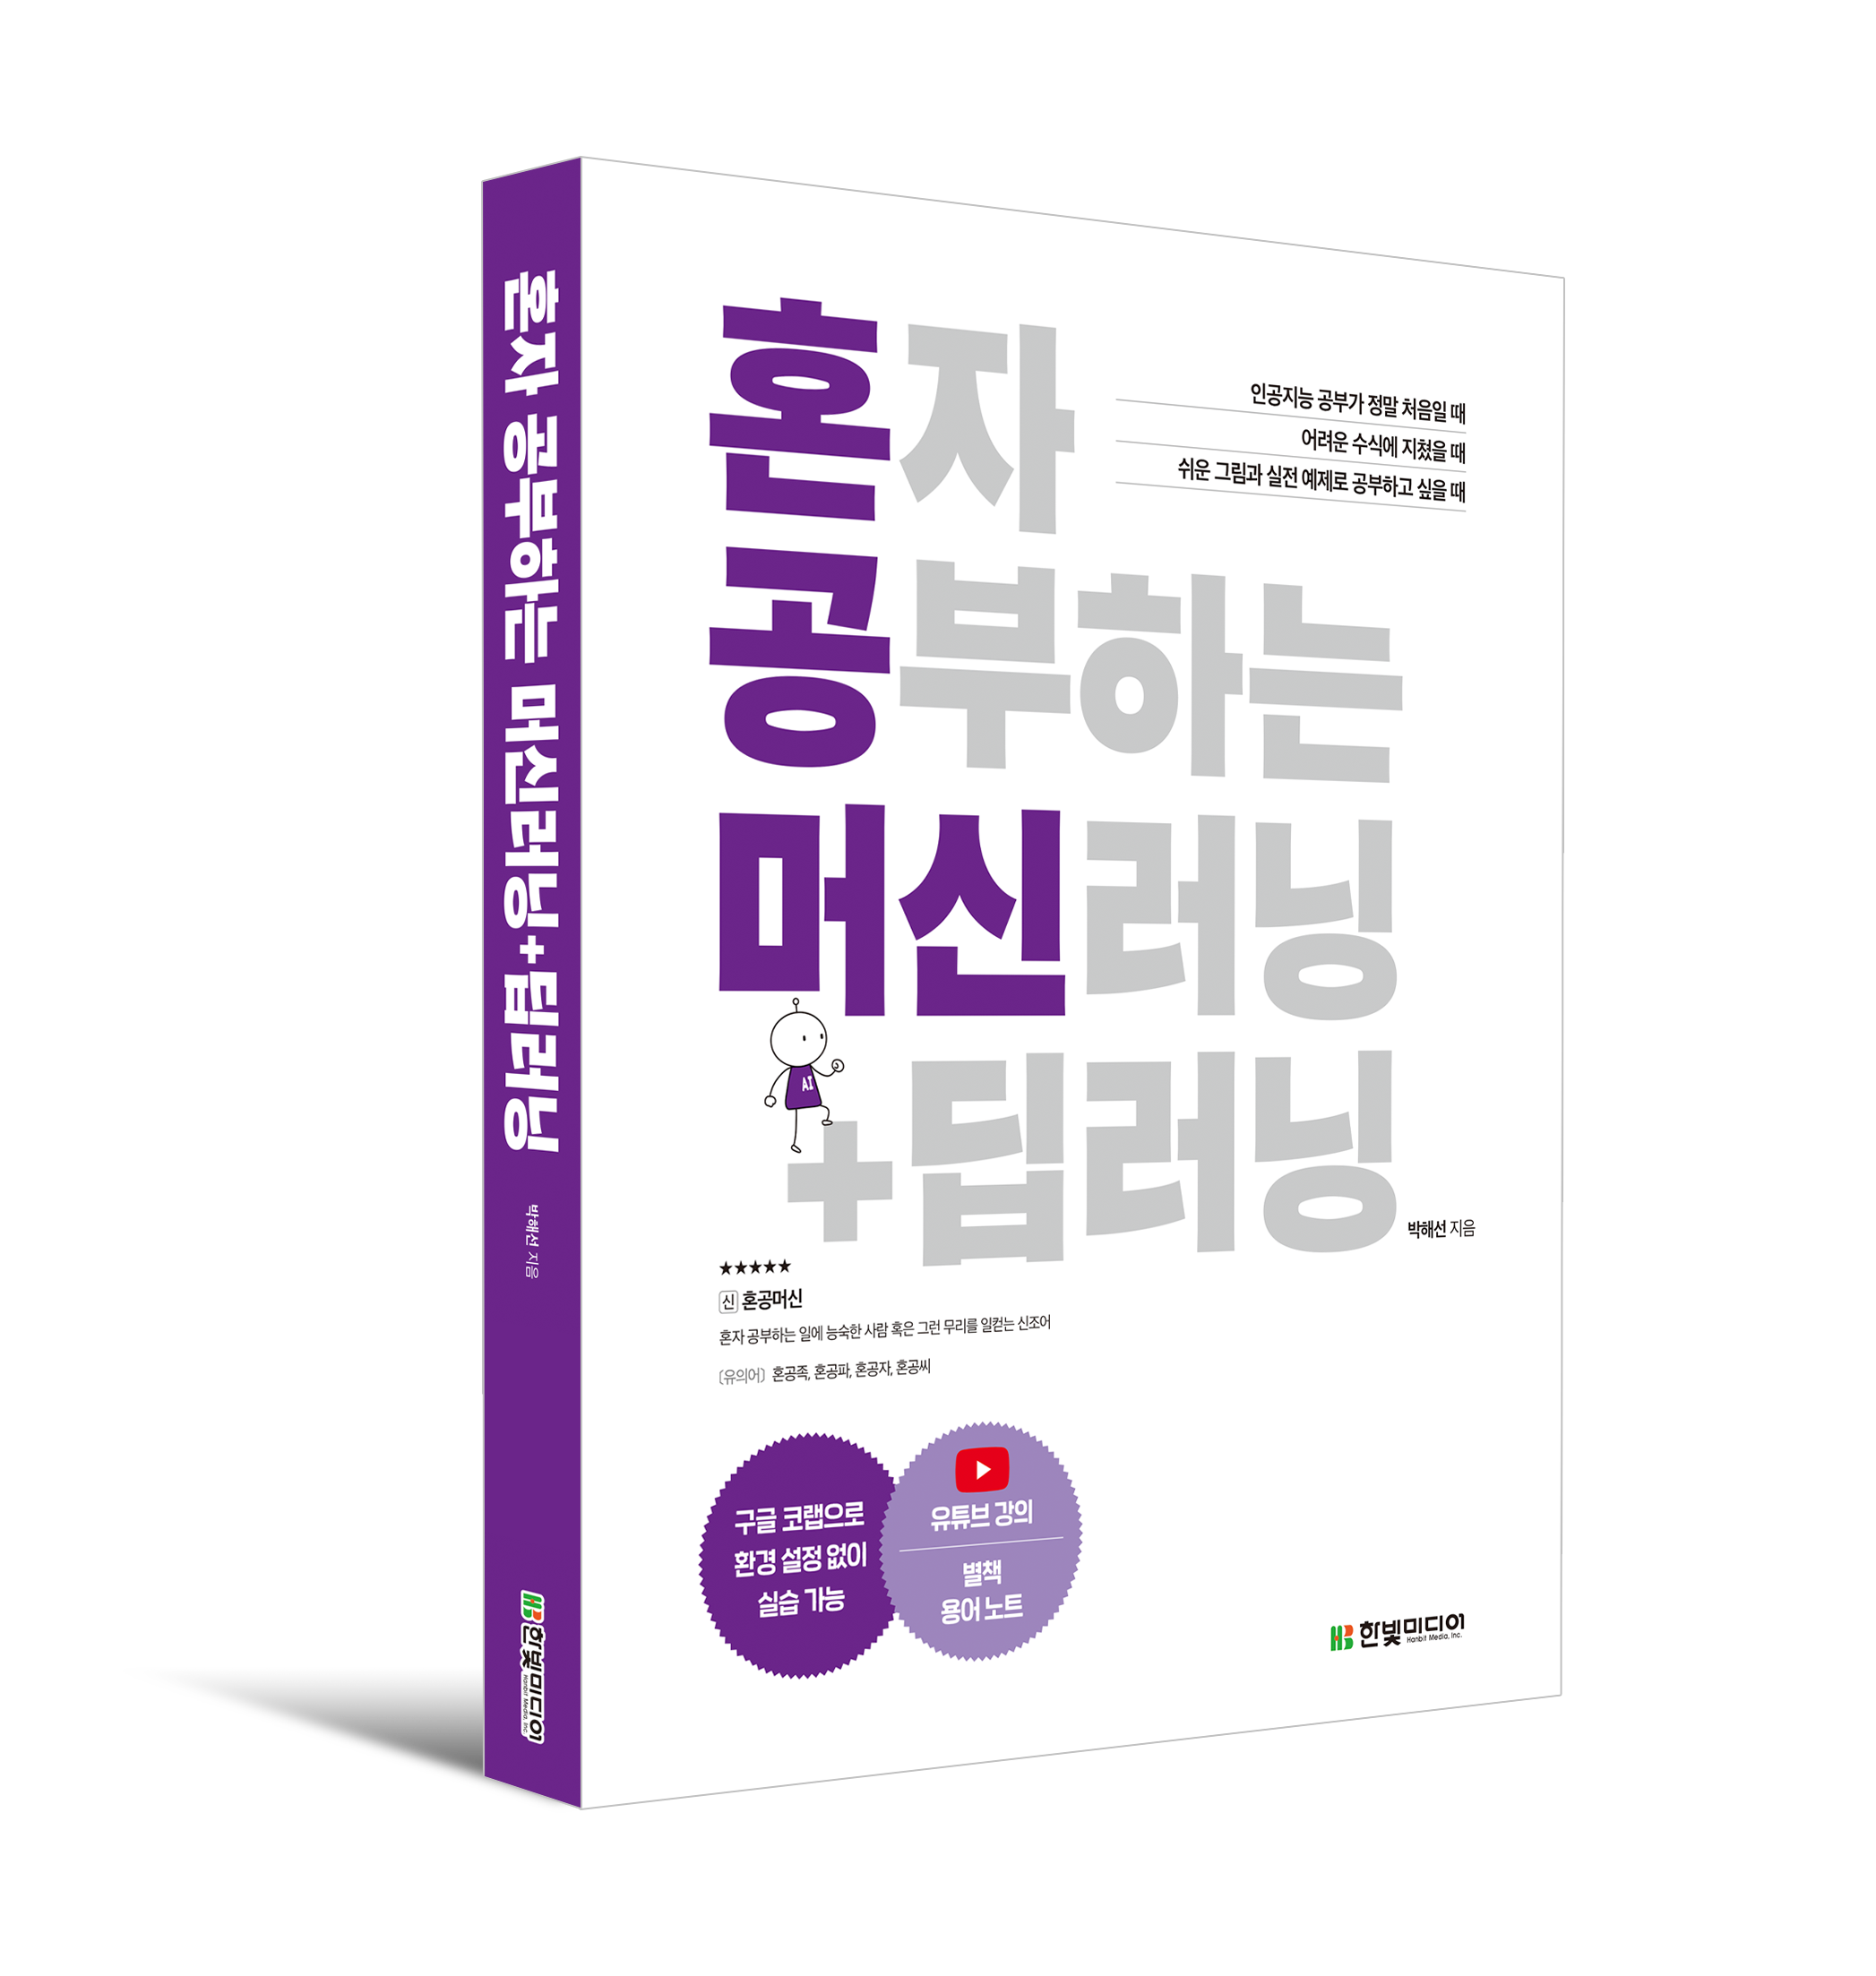 혼자 공부하는 머신러닝+딥러닝
박해선 지음
한빛미디어
Hanbit Media, Inc.
인공지능 공부가 정말 처음일 때
어려운 수식에 지쳤을 때
쉬운 그림과 실전 예제로 공부하고 싶을 때
혼자
공부하는
머신러닝
+딥러닝
AI
박해선 지음
★★★★★
신 혼공머신
혼자 공부하는 일에 능숙한 사람 혹은 그런 무리를 일컫는 신조어
[유의어] 혼공족, 혼공파, 혼공자, 혼공씨
구글 코랩으로
환경 설정 없이
실습 가능
유튜브 강의
별책
용어 노트
HB 한빛미디어
Hanbit Media, Inc.